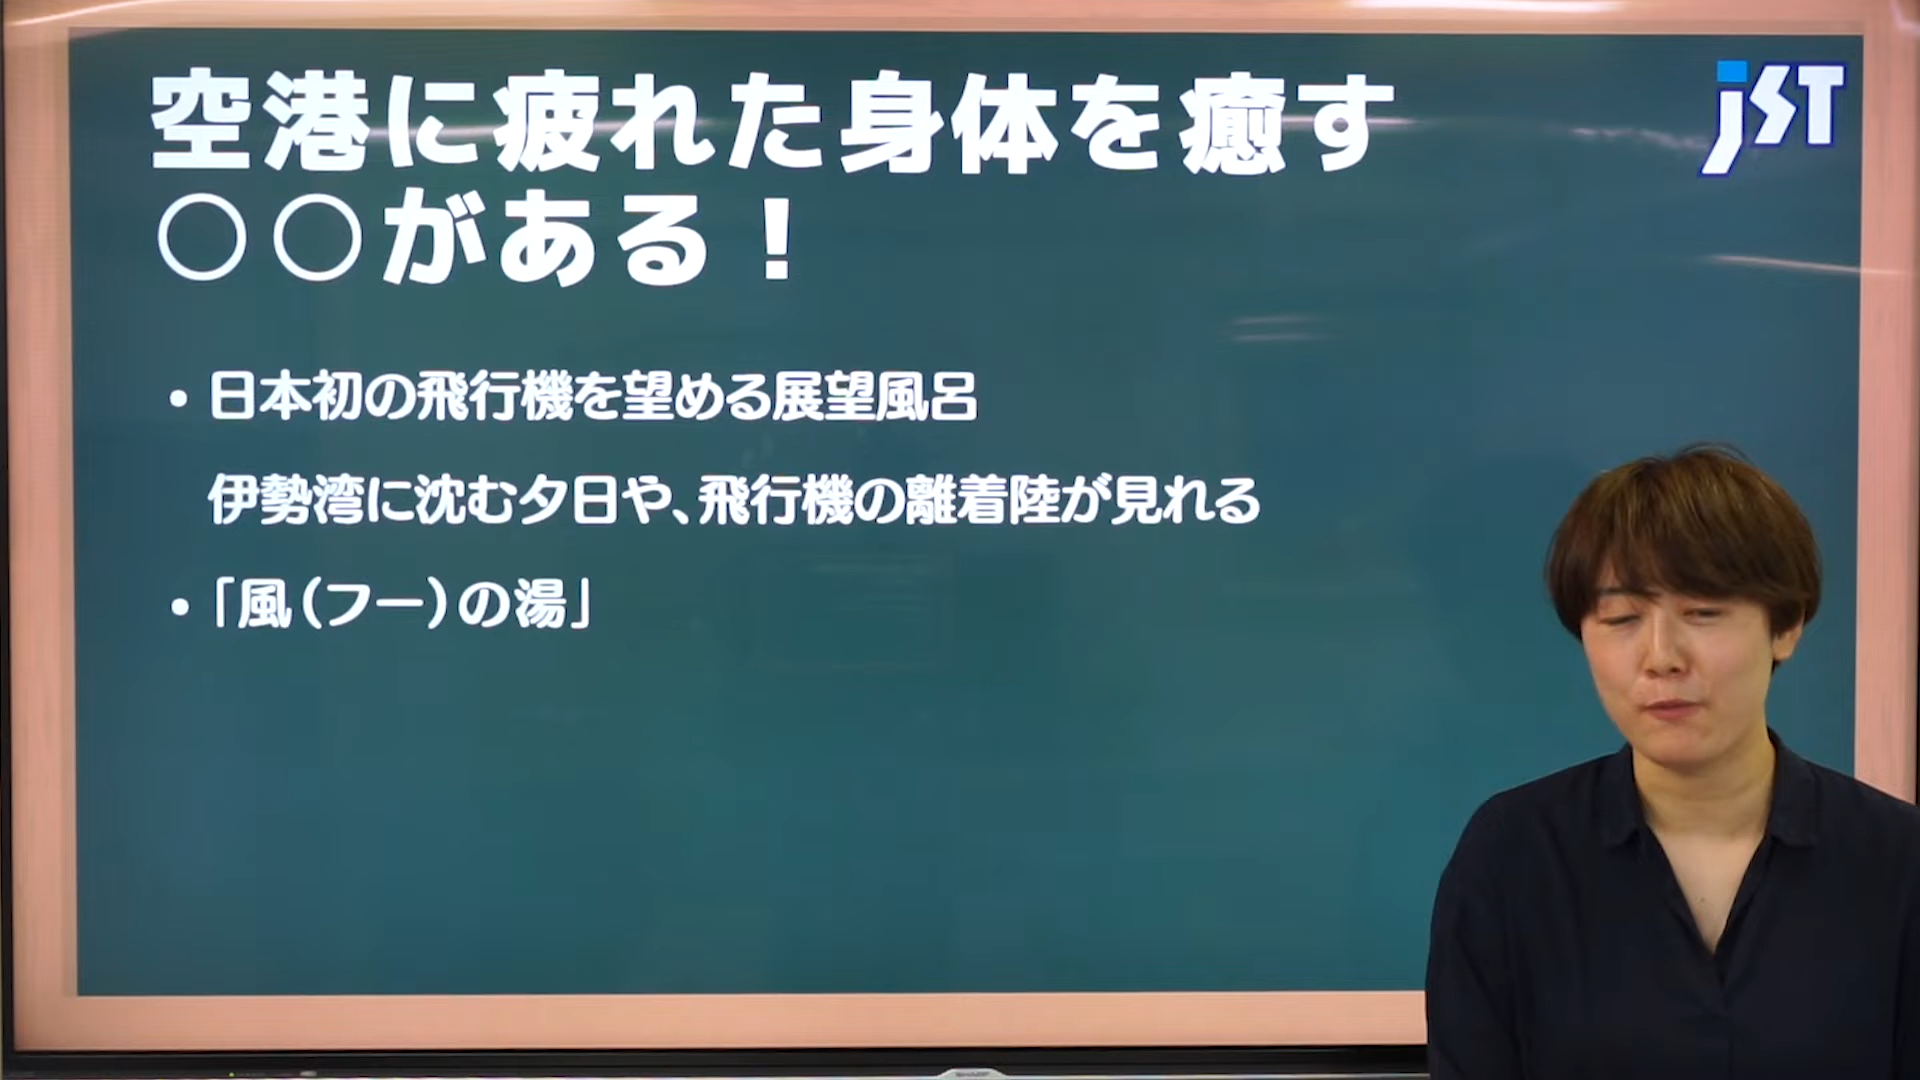 空港に疲れた身体を癒す
○○がある！
jST
・日本初の飛行機を望める展望風呂
伊勢湾に沈む夕日や、飛行機の離着陸が見れる
・「風（フー）の湯」
SHARP